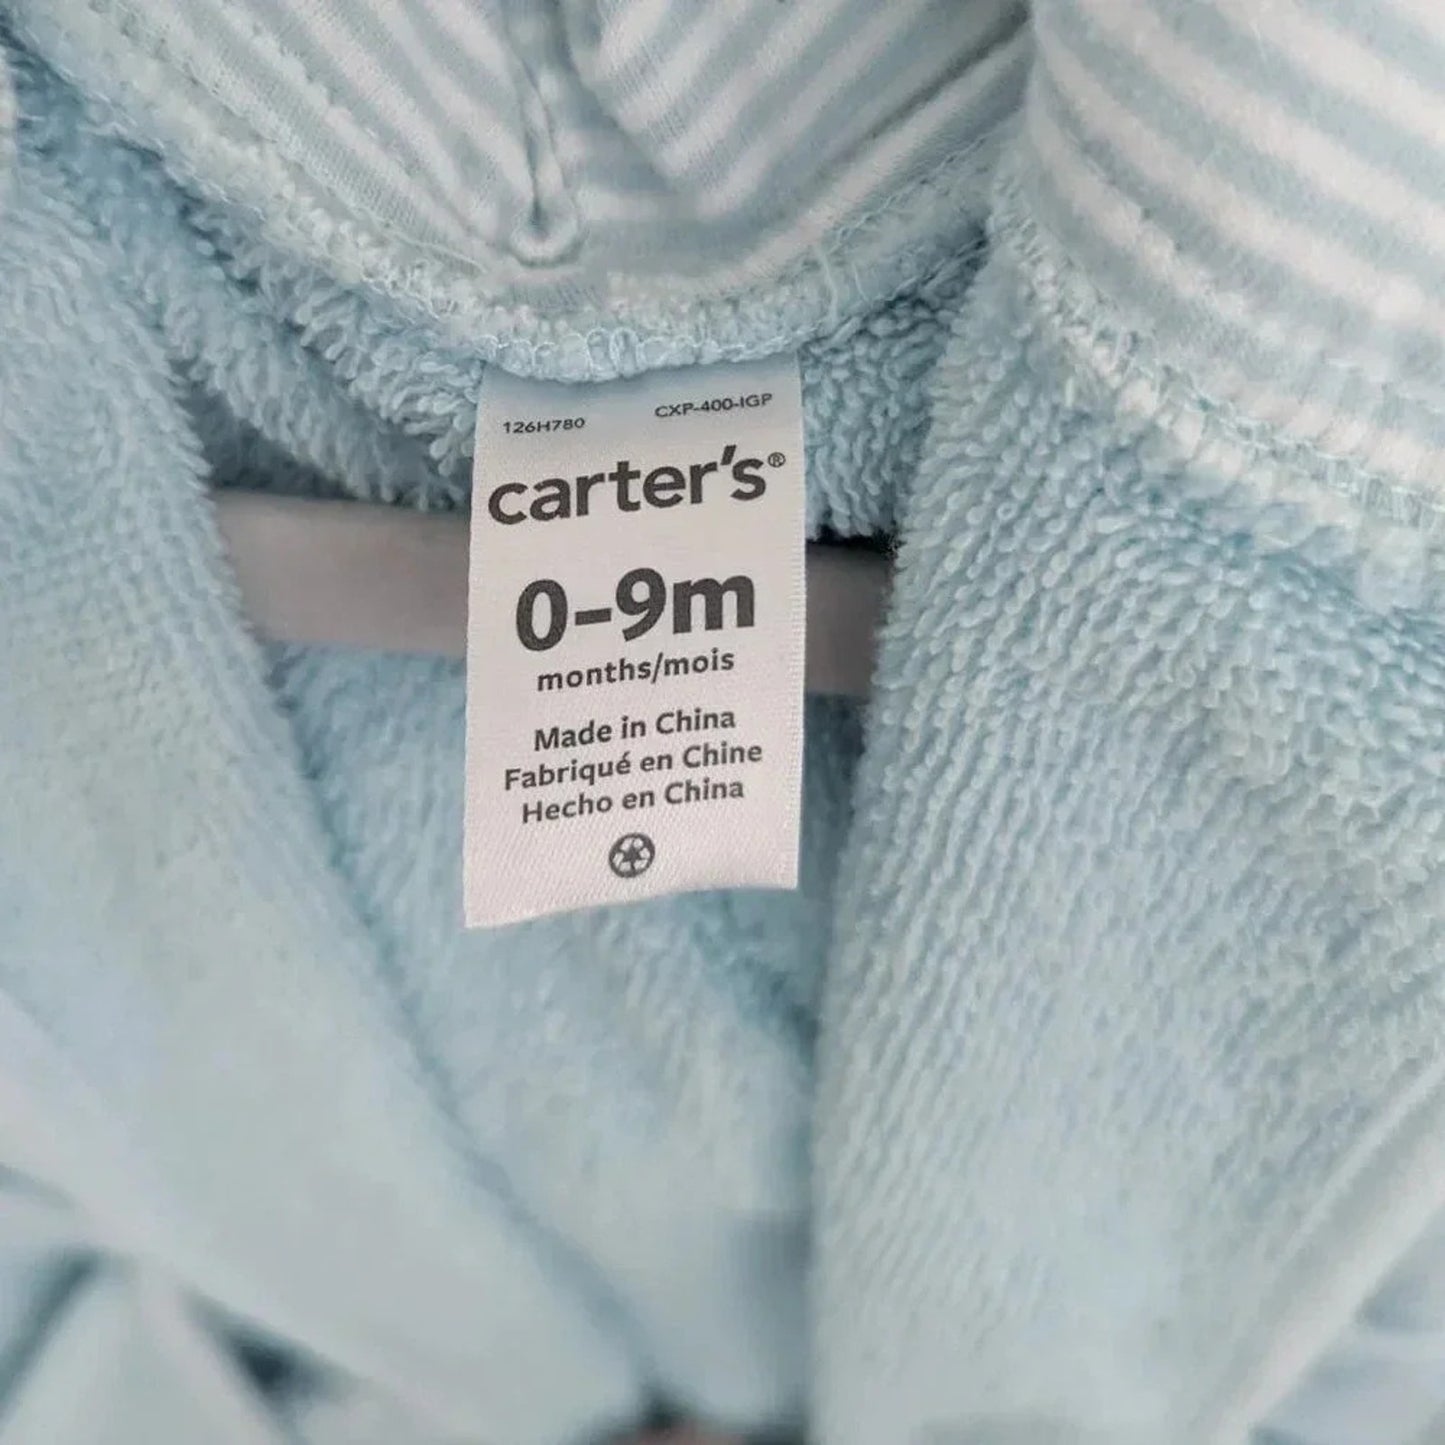 126H780 CXP-400-IGP
carter's®
0-9m
months/mois
Made in China
Fabriqué en Chine
Hecho en China